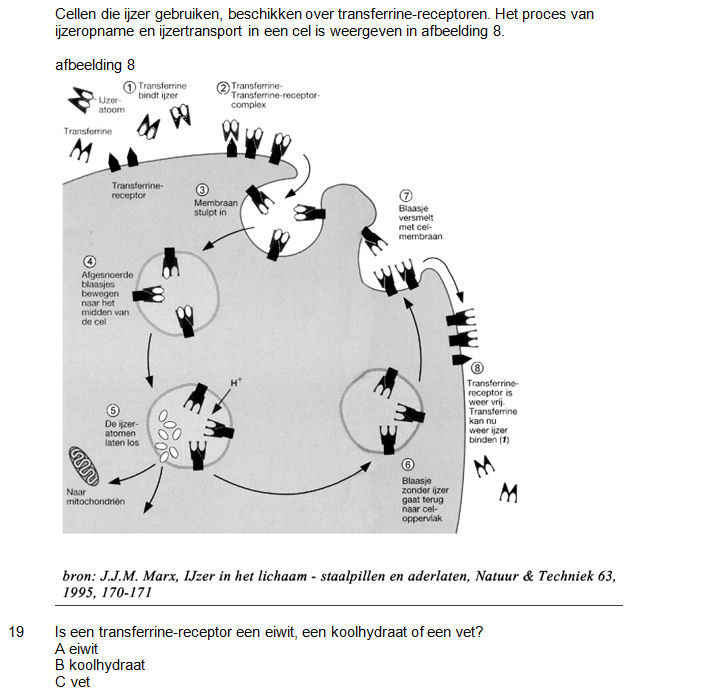 Cellen die ijzer gebruiken, beschikken over transferrine-receptoren. Het proces van
ijzeropname en ijzertransport in een cel is weergeven in afbeelding 8.
afbeelding 8
① Transferrine
bindt ijzer
② Transferrine-
Transferrine-receptor-
complex
IJzer-
atoom
Transferrine
Transferrine-
receptor
③
Membraan
stulpt in
⑦
Blaasje
versmelt
met cel-
membraan
④
Afgesnoerde
blaasjes
bewegen
naar het
midden van
de cel
H+
⑤
De ijzer-
atomen
laten los
⑧
Transferrine-
receptor is
weer vrij.
Transferrine
kan nu
weer ijzer
binden (1)
⑥
Blaasje
zonder ijzer
gaat terug
naar cel-
oppervlak
Naar
mitochondriën
bron: J.J.M. Marx, IJzer in het lichaam - staalpillen en aderlaten, Natuur & Techniek 63,
1995, 170-171
19 Is een transferrine-receptor een eiwit, een koolhydraat of een vet?
A eiwit
B koolhydraat
C vet